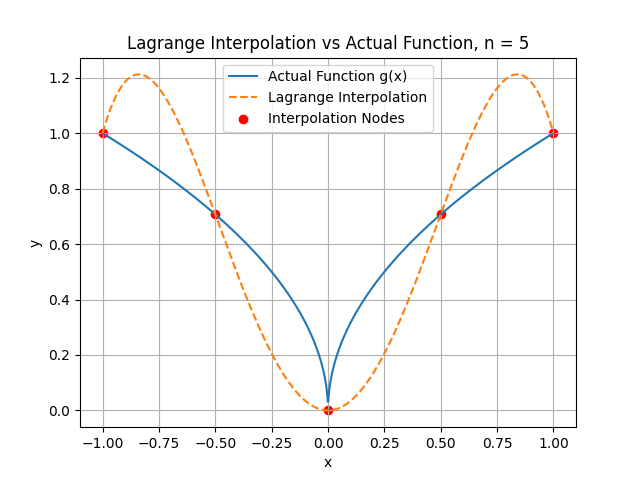 Lagrange Interpolation vs Actual Function, n = 5
Actual Function g(x)
Lagrange Interpolation
Interpolation Nodes
1.2
1.0
0.8
0.6
0.4
0.2
0.0
y
−1.00 −0.75 −0.50 −0.25 0.00 0.25 0.50 0.75 1.00
x